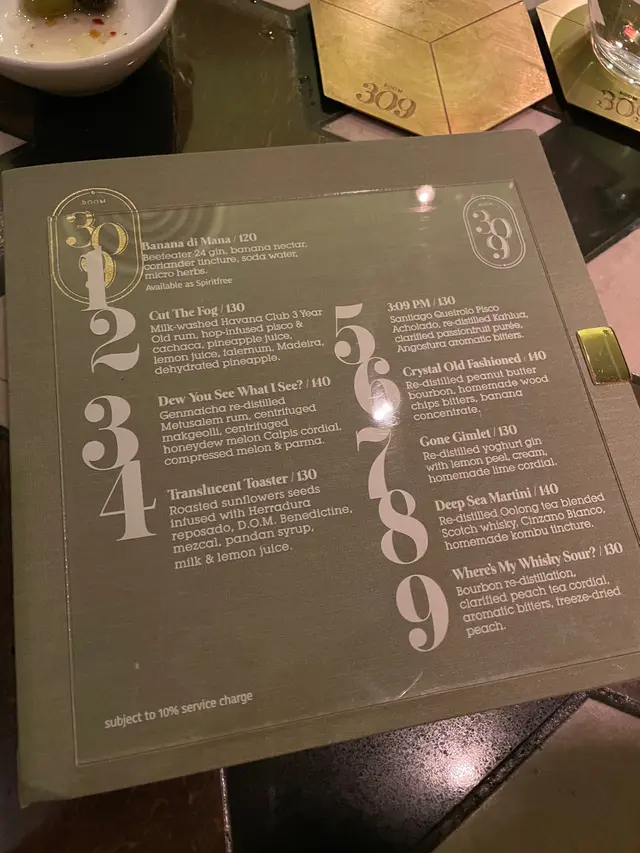 ROOM
309
ROOM
309
ROOM
309
1
Banana di Mana / 120
Beefeater 24 gin, banana nectar,
coriander tincture, soda water,
micro herbs.
Available as Spiritfree
2
Cut The Fog / 130
Milk-washed Havana Club 3 Year
Old rum, hop-infused pisco &
cachaca, pineapple juice,
lemon juice, falernum, Madeira,
dehydrated pineapple.
3
Dew You See What I See? / 140
Genmaicha re-distilled
Metusalem rum, centrifuged
makgeolli, centrifuged
honeydew melon Calpis cordial,
compressed melon & parma.
4
Translucent Toaster / 130
Roasted sunflowers seeds
infused with Herradura
reposado, D.O.M. Benedictine,
mezcal, pandan syrup,
milk & lemon juice.
5
3:09 PM / 130
Santiago Queirolo Pisco
Acholado, re-distilled Kahlua,
clarified passionfruit purée,
Angostura aromatic bitters.
6
Crystal Old Fashioned / 140
Re-distilled peanut butter
bourbon, homemade wood
chips bitters, banana
concentrate.
7
Gone Gimlet / 130
Re-distilled yoghurt gin
with lemon peel, cream,
homemade lime cordial.
8
Deep Sea Martini / 140
Re-distilled Oolong tea blended
Scotch whisky, Cinzano Bianco,
homemade kombu tincture.
9
Where's My Whisky Sour? / 130
Bourbon re-distillation,
clarified peach tea cordial,
aromatic bitters, freeze-dried
peach.
subject to 10% service charge